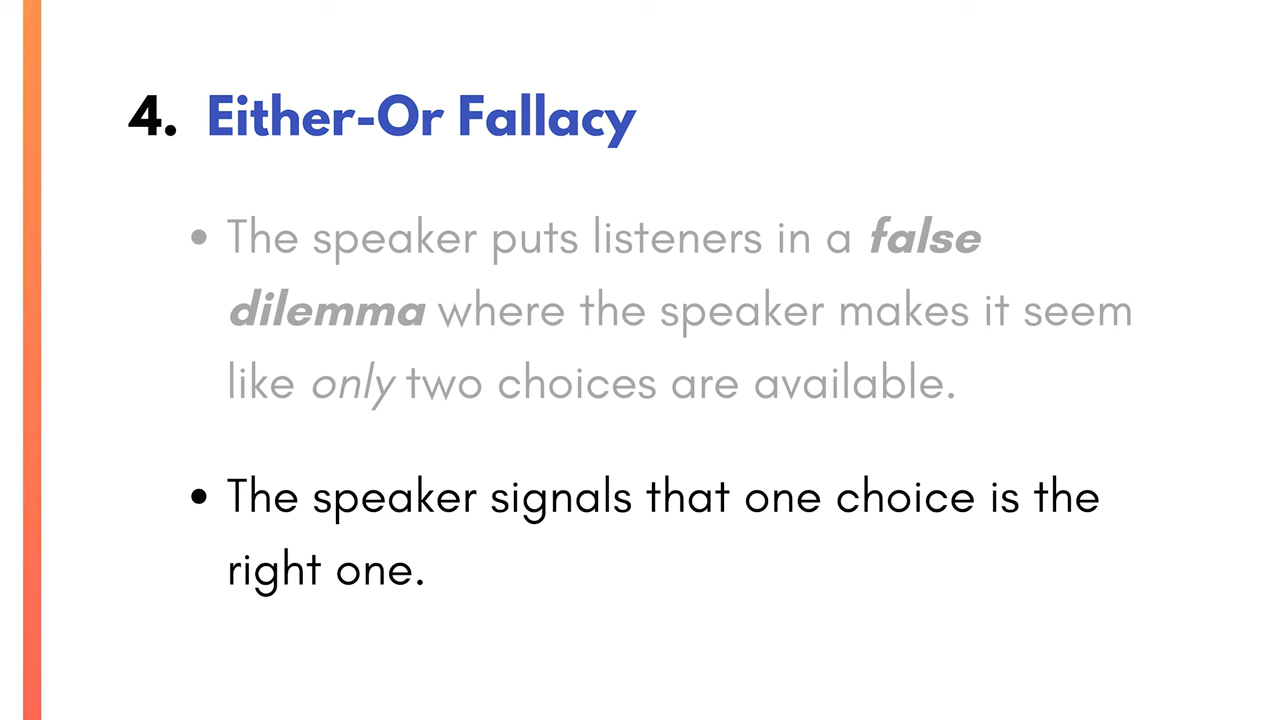 4. Either-Or Fallacy
• The speaker puts listeners in a false
dilemma where the speaker makes it seem
like only two choices are available.
• The speaker signals that one choice is the
right one.